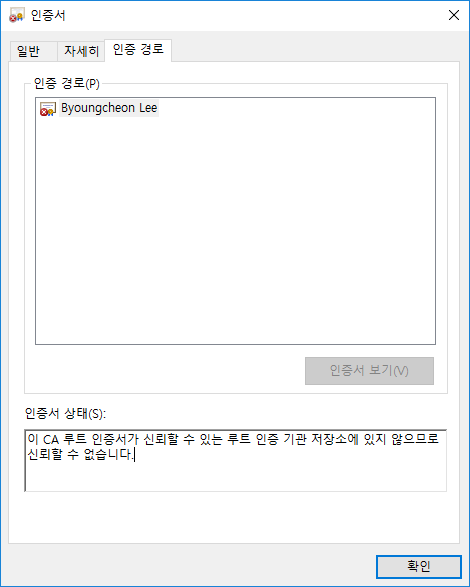 인증서
일반 자세히 인증 경로
인증 경로(P)
Byoungcheon Lee
인증서 보기(V)
인증서 상태(S):
이 CA 루트 인증서가 신뢰할 수 있는 루트 인증 기관 저장소에 있지 않으므로
신뢰할 수 없습니다.
확인